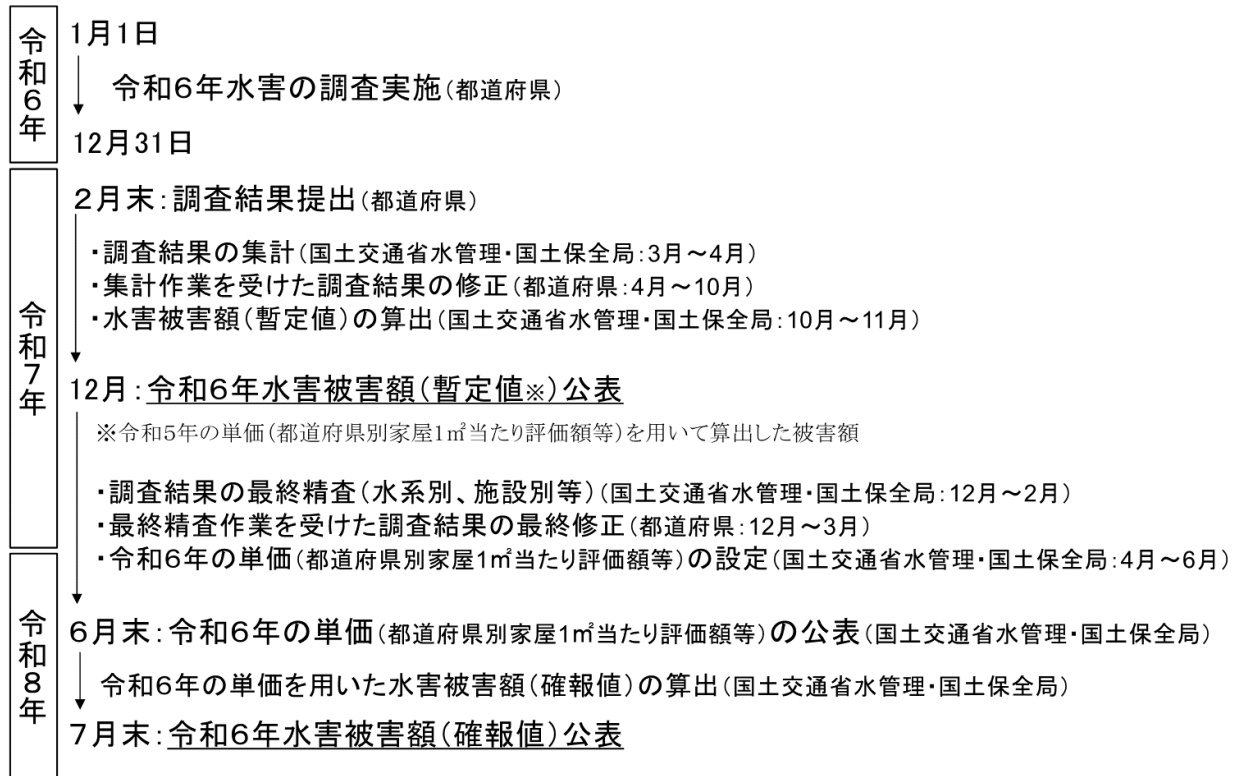 令和6年
1月1日
令和6年水害の調査実施(都道府県)
12月31日
令和7年
2月末:調査結果提出(都道府県)
・調査結果の集計(国土交通省水管理・国土保全局:3月～4月)
・集計作業を受けた調査結果の修正(都道府県:4月～10月)
・水害被害額(暫定値)の算出(国土交通省水管理・国土保全局:10月～11月)
12月:令和6年水害被害額(暫定値※)公表
※令和5年の単価(都道府県別家屋1㎡当たり評価額等)を用いて算出した被害額
・調査結果の最終精査(水系別、施設別等)(国土交通省水管理・国土保全局:12月～2月)
・最終精査作業を受けた調査結果の最終修正(都道府県:12月～3月)
・令和6年の単価(都道府県別家屋1㎡当たり評価額等)の設定(国土交通省水管理・国土保全局:4月～6月)
令和8年
6月末:令和6年の単価(都道府県別家屋1㎡当たり評価額等)の公表(国土交通省水管理・国土保全局)
令和6年の単価を用いた水害被害額(確報値)の算出(国土交通省水管理・国土保全局)
7月末:令和6年水害被害額(確報値)公表